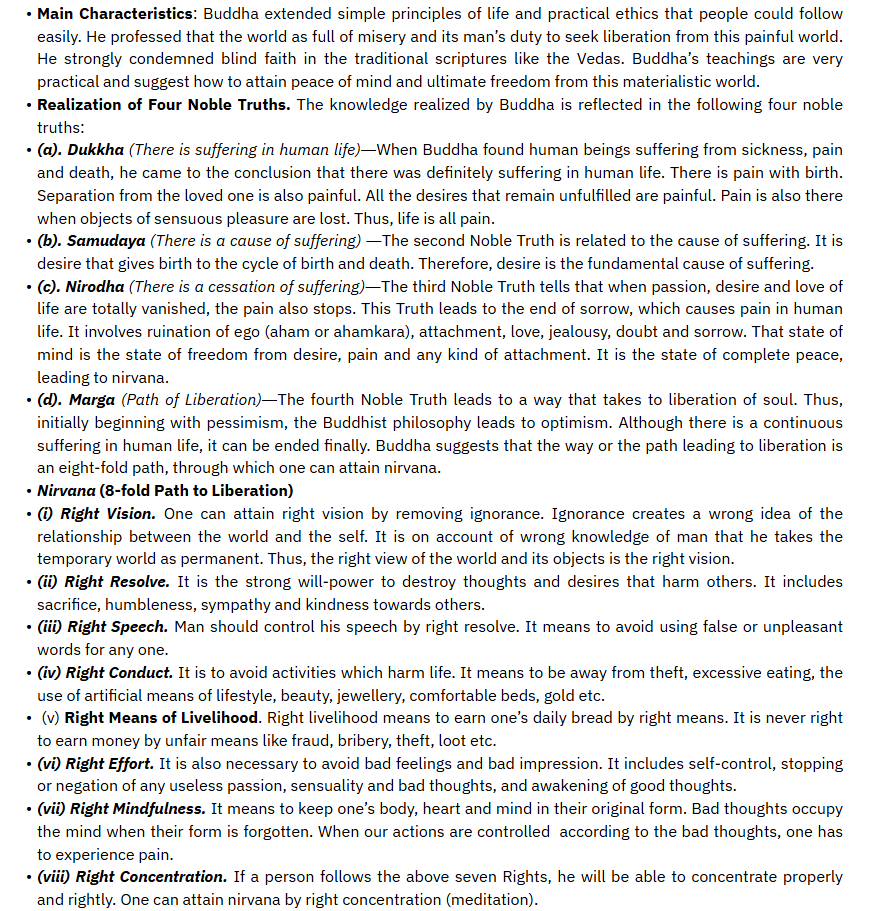 • Main Characteristics: Buddha extended simple principles of life and practical ethics that people could follow
easily. He professed that the world as full of misery and its man's duty to seek liberation from this painful world.
He strongly condemned blind faith in the traditional scriptures like the Vedas. Buddha's teachings are very
practical and suggest how to attain peace of mind and ultimate freedom from this materialistic world.
• Realization of Four Noble Truths. The knowledge realized by Buddha is reflected in the following four noble
truths:
• (a). Dukkha (There is suffering in human life)—When Buddha found human beings suffering from sickness, pain
and death, he came to the conclusion that there was definitely suffering in human life. There is pain with birth.
Separation from the loved one is also painful. All the desires that remain unfulfilled are painful. Pain is also there
when objects of sensuous pleasure are lost. Thus, life is all pain.
• (b). Samudaya (There is a cause of suffering) —The second Noble Truth is related to the cause of suffering. It is
desire that gives birth to the cycle of birth and death. Therefore, desire is the fundamental cause of suffering.
• (c). Nirodha (There is a cessation of suffering)—The third Noble Truth tells that when passion, desire and love of
life are totally vanished, the pain also stops. This Truth leads to the end of sorrow, which causes pain in human
life. It involves ruination of ego (aham or ahamkara), attachment, love, jealousy, doubt and sorrow. That state of
mind is the state of freedom from desire, pain and any kind of attachment. It is the state of complete peace,
leading to nirvana.
• (d). Marga (Path of Liberation)—The fourth Noble Truth leads to a way that takes to liberation of soul. Thus,
initially beginning with pessimism, the Buddhist philosophy leads to optimism. Although there is a continuous
suffering in human life, it can be ended finally. Buddha suggests that the way or the path leading to liberation is
an eight-fold path, through which one can attain nirvana.
• Nirvana (8-fold Path to Liberation)
• (i) Right Vision. One can attain right vision by removing ignorance. Ignorance creates a wrong idea of the
relationship between the world and the self. It is on account of wrong knowledge of man that he takes the
temporary world as permanent. Thus, the right view of the world and its objects is the right vision.
• (ii) Right Resolve. It is the strong will-power to destroy thoughts and desires that harm others. It includes
sacrifice, humbleness, sympathy and kindness towards others.
• (iii) Right Speech. Man should control his speech by right resolve. It means to avoid using false or unpleasant
words for any one.
• (iv) Right Conduct. It is to avoid activities which harm life. It means to be away from theft, excessive eating, the
use of artificial means of lifestyle, beauty, jewellery, comfortable beds, gold etc.
• (v) Right Means of Livelihood. Right livelihood means to earn one's daily bread by right means. It is never right
to earn money by unfair means like fraud, bribery, theft, loot etc.
• (vi) Right Effort. It is also necessary to avoid bad feelings and bad impression. It includes self-control, stopping
or negation of any useless passion, sensuality and bad thoughts, and awakening of good thoughts.
• (vii) Right Mindfulness. It means to keep one's body, heart and mind in their original form. Bad thoughts occupy
the mind when their form is forgotten. When our actions are controlled according to the bad thoughts, one has
to experience pain.
• (viii) Right Concentration. If a person follows the above seven Rights, he will be able to concentrate properly
and rightly. One can attain nirvana by right concentration (meditation).